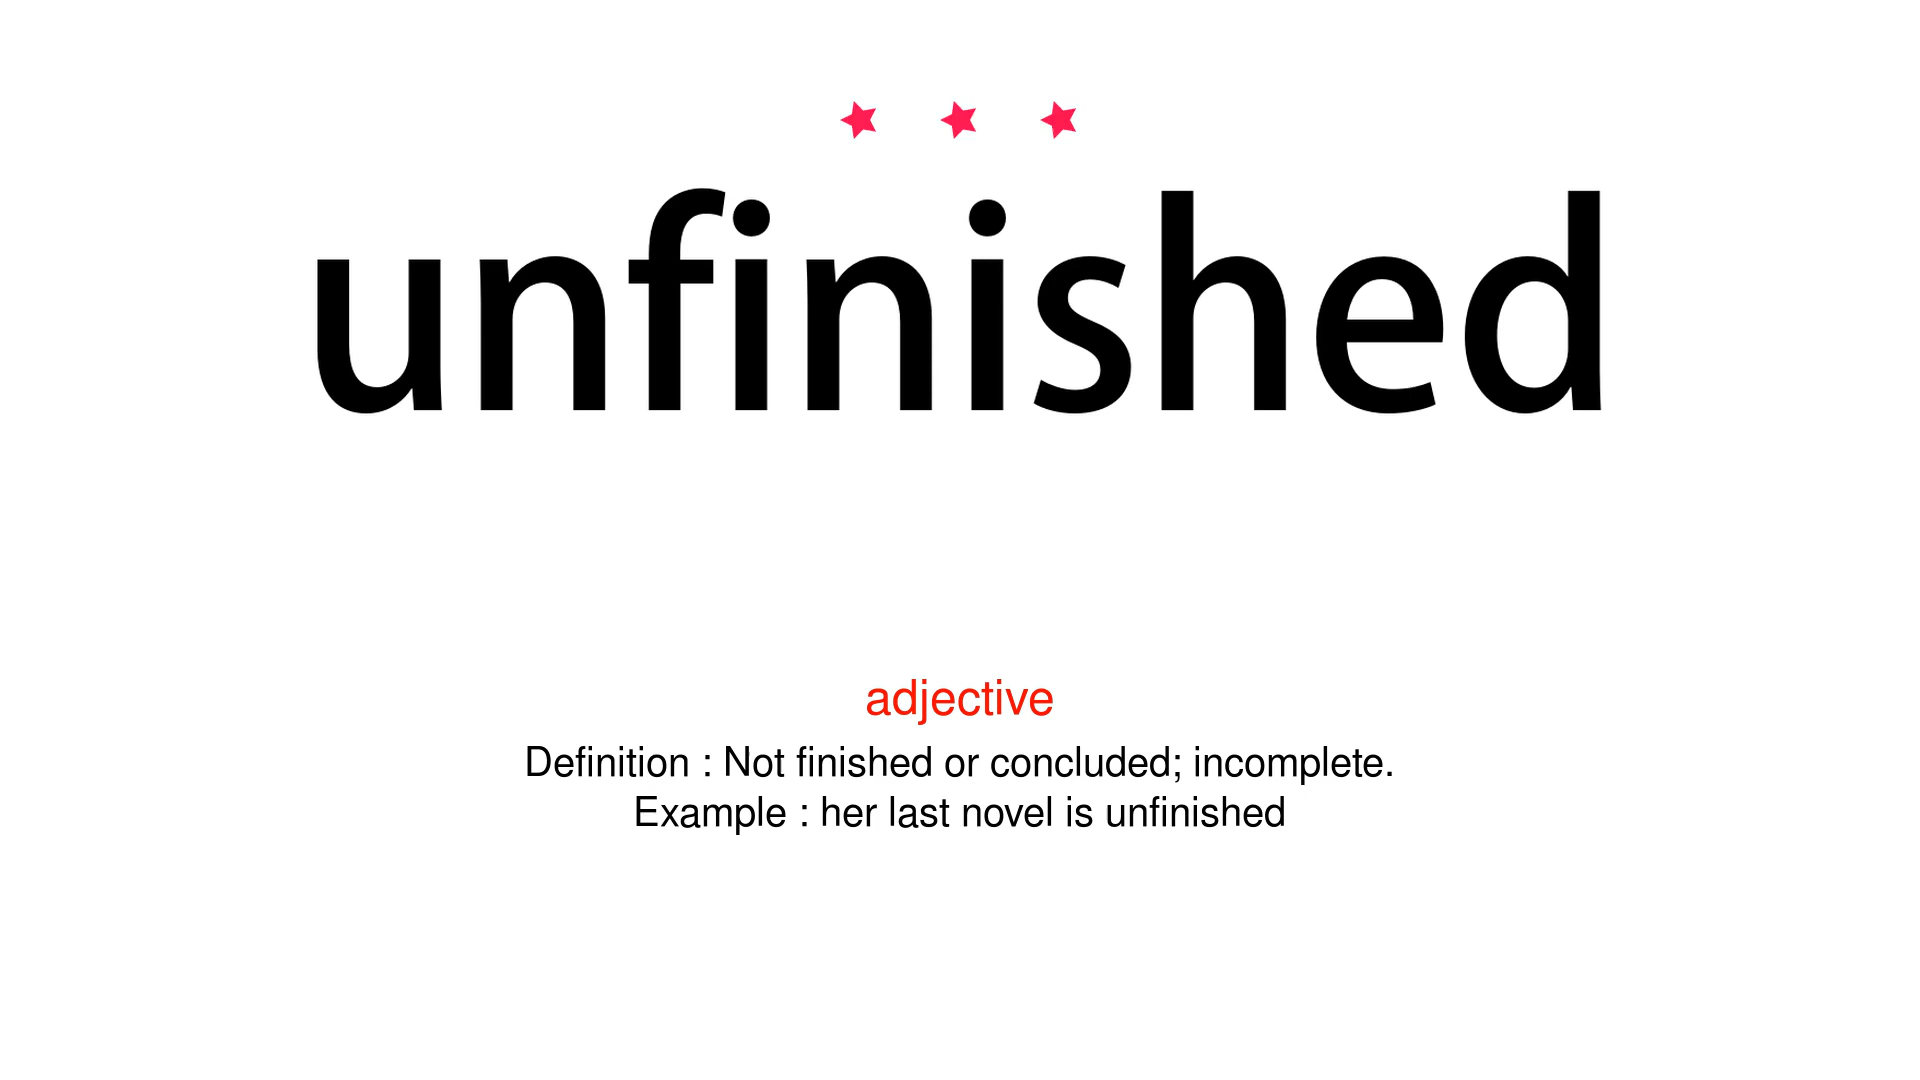 unfinished
adjective
Definition : Not finished or concluded; incomplete.
Example : her last novel is unfinished